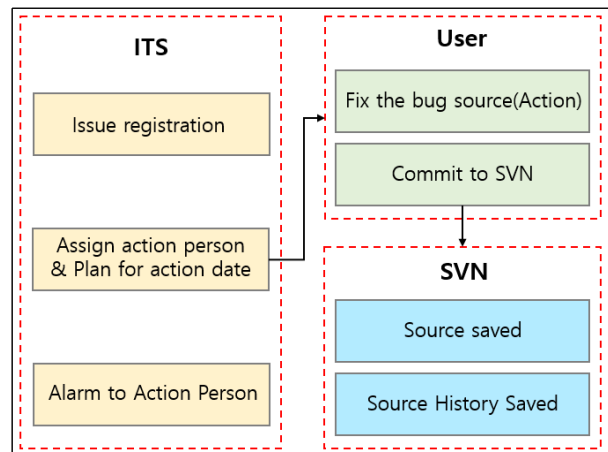 ITS
Issue registration
Assign action person
& Plan for action date
Alarm to Action Person
User
Fix the bug source(Action)
Commit to SVN
SVN
Source saved
Source History Saved